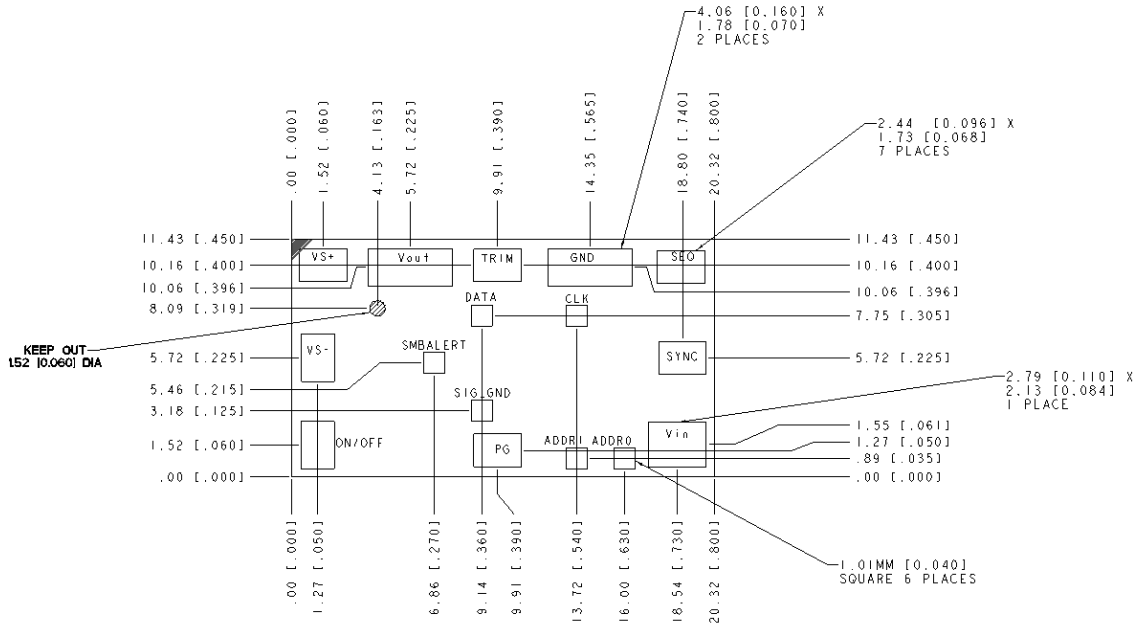 4.06 [0.160] X
1.78 [0.070]
2 PLACES
2.44 [0.096] X
1.73 [0.068]
7 PLACES
.00 [.000]
1.52 [.060]
4.13 [.163]
5.72 [.225]
9.91 [.390]
14.35 [.565]
18.80 [.740]
20.32 [.800]
11.43 [.450]
10.16 [.400]
10.06 [.396]
8.09 [.319]
KEEP OUT
1.52 [0.060] DIA
5.72 [.225]
5.46 [.215]
3.18 [.125]
1.52 [.060]
.00 [.000]
VS+
Vout
TRIM
GND
SEQ
DATA
CLK
VS-
SMBALERT
SYNC
SIG_GND
ON/OFF
PG
ADDR1
ADDR0
Vin
11.43 [.450]
10.16 [.400]
10.06 [.396]
7.75 [.305]
5.72 [.225]
2.79 [0.110] X
2.13 [0.084]
1 PLACE
1.55 [.061]
1.27 [.050]
.89 [.035]
.00 [.000]
.00 [.000]
1.27 [.050]
6.86 [.270]
9.14 [.360]
9.91 [.390]
13.72 [.540]
16.00 [.630]
18.54 [.730]
20.32 [.800]
1.01MM [0.040]
SQUARE 6 PLACES